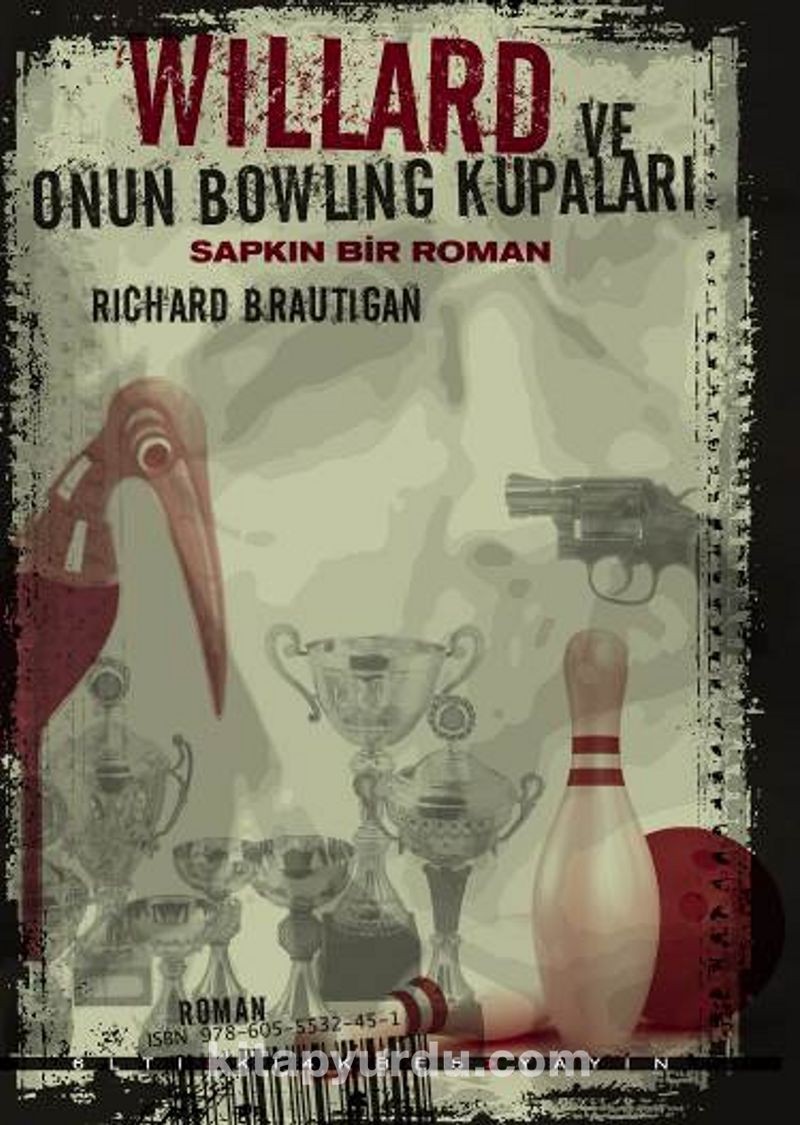 WILLARD
VE
ONUN BOWLING KUPALARI
SAPKIN BİR ROMAN
RICHARD BRAUTIGAN
ROMAN
ISBN 978-605-5532-45-1
kitapyurdu.com
YAYIN